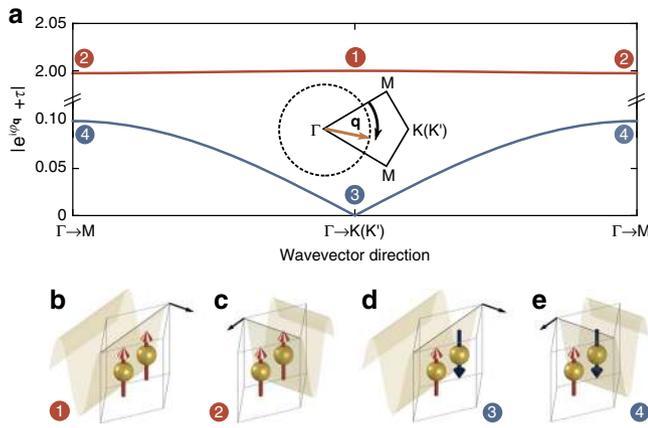 a
2.05
2.00
0.10
0.05
0
|e^{iφ_q} + τ|
2
1
2
4
3
4
M
Γ
q
K(K')
M
Γ→M
Γ→K(K')
Γ→M
Wavevector direction
b
c
d
e
1
2
3
4